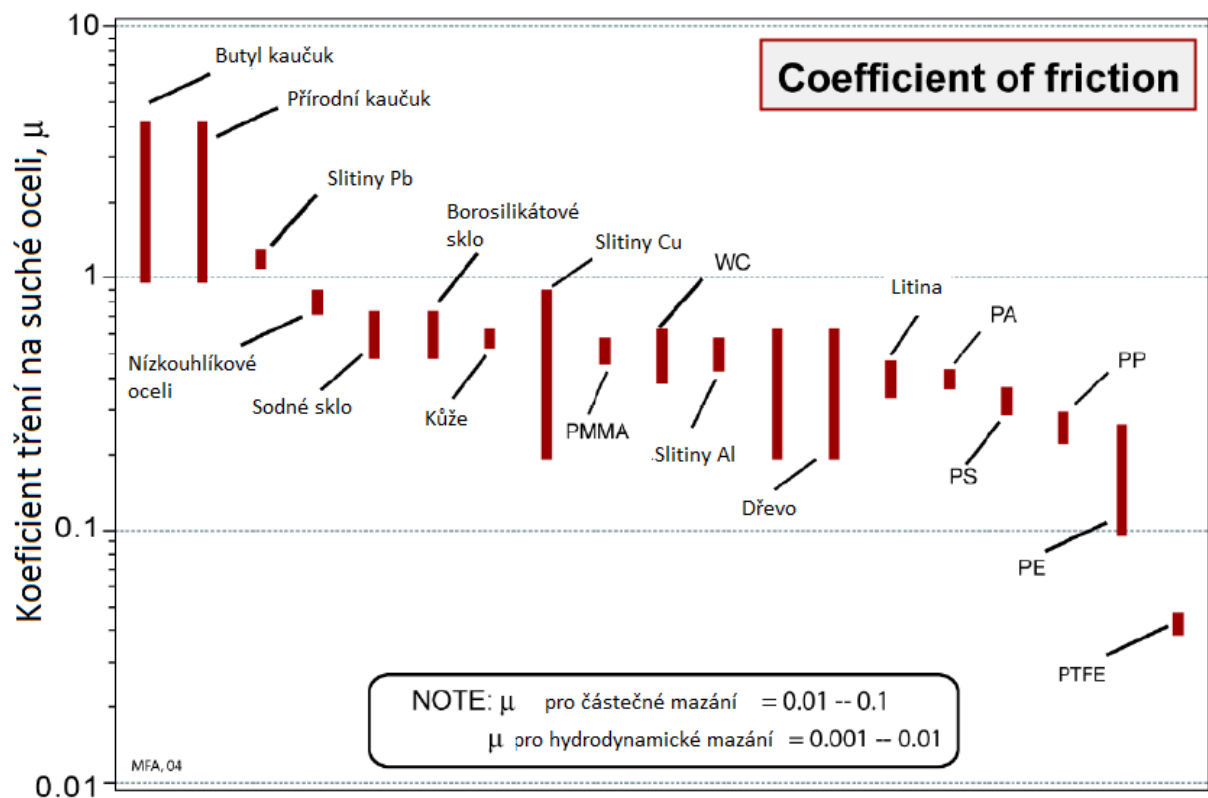 10
Butyl kaučuk
Coefficient of friction
Přírodní kaučuk
Koeficient tření na suché oceli, μ
Slitiny Pb
Borosilikátové
sklo
Slitiny Cu
WC
1
Litina
PA
Nízkouhlíkové
oceli
Sodné sklo
Kůže
PMMA
Slitiny Al
PP
PS
Dřevo
0.1
PE
PTFE
NOTE: μ pro částečné mazání = 0.01 -- 0.1
μ pro hydrodynamické mazání = 0.001 -- 0.01
MFA, 04
0.01